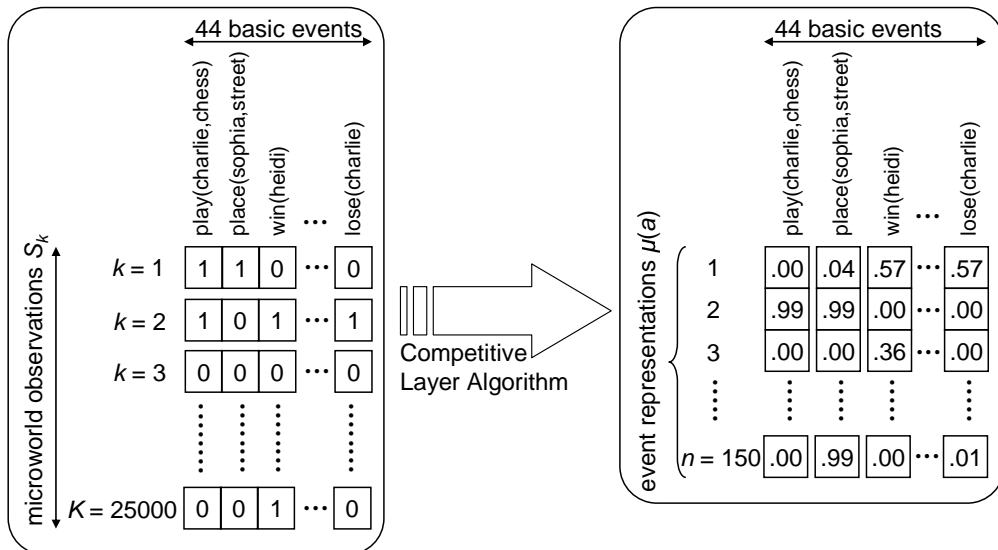 44 basic events
play(charlie,chess)
place(sophia,street)
win(heidi)
...
lose(charlie)
microworld observations Sk
k = 1 1 1 0 ... 0
k = 2 1 0 1 ... 1
k = 3 0 0 0 ... 0
K = 25000 0 0 1 ... 0
Competitive
Layer Algorithm
44 basic events
play(charlie,chess)
place(sophia,street)
win(heidi)
...
lose(charlie)
event representations μ(a)
1 .00 .04 .57 ... .57
2 .99 .99 .00 ... .00
3 .00 .00 .36 ... .00
n = 150 .00 .99 .00 ... .01